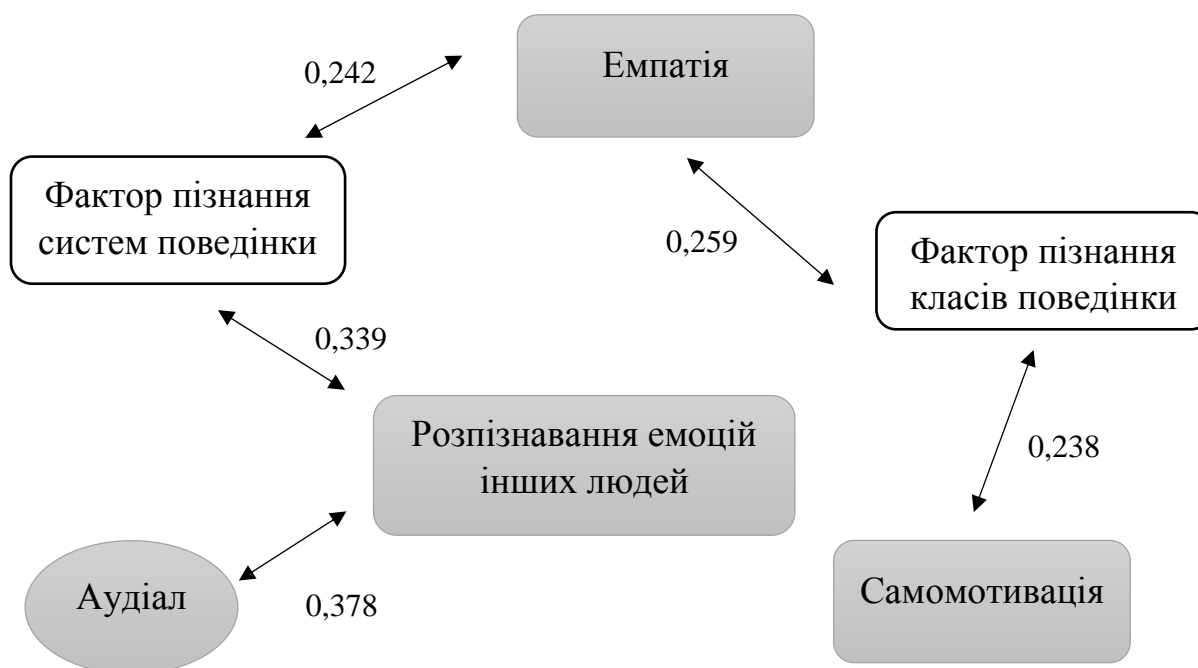 Емпатія
0,242
Фактор пізнання
систем поведінки
0,259
Фактор пізнання
класів поведінки
0,339
Розпізнавання емоцій
інших людей
0,238
Аудіал
0,378
Самомотивація